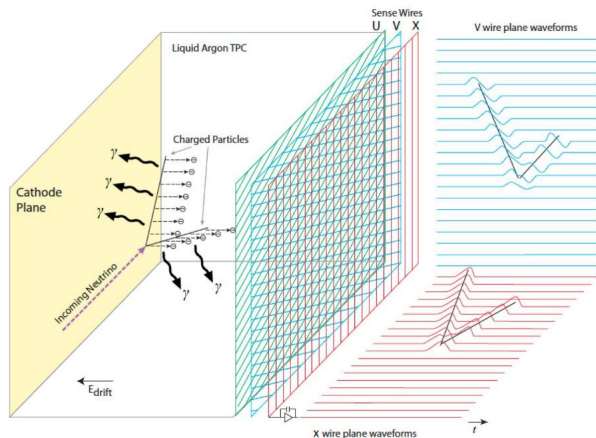 Sense Wires
U V X
V wire plane waveforms
Liquid Argon TPC
Charged Particles
γ
γ
γ
γ
γ
Cathode
Plane
Incoming Neutrino
E drift
t
X wire plane waveforms